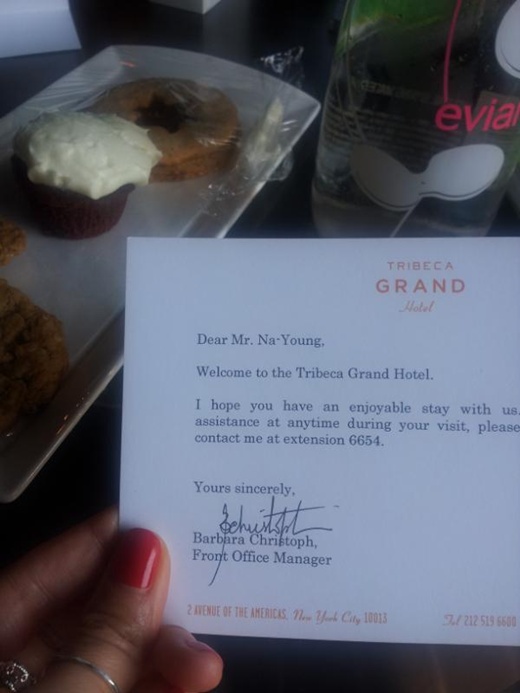 evian
TRIBECA
GRAND
Hotel
Dear Mr. Na-Young,
Welcome to the Tribeca Grand Hotel.
I hope you have an enjoyable stay with us.
assistance at anytime during your visit, please
contact me at extension 6654.
Yours sincerely,
Barbara Christoph,
Front Office Manager
2 AVENUE OF THE AMERICAS, New York City 10013
Tel 212 519 6600